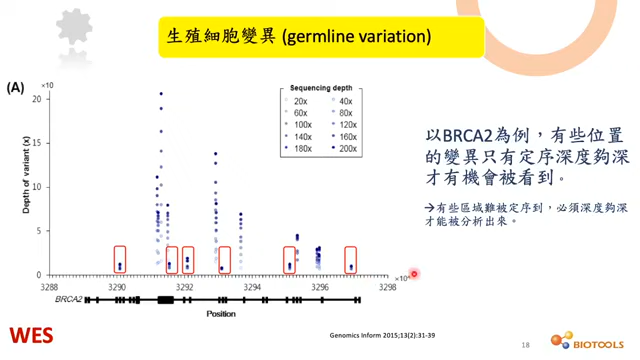 生殖細胞變異 (germline variation)
(A)
×10
Sequencing depth
20x 40x
60x 80x
100x 120x
140x 160x
180x 200x
Depth of variant (x)
20
15
10
5
0
3288 3290 3292 3294 3296 3298
×10⁴
BRCA2
Position
以BRCA2為例，有些位置
的變異只有定序深度夠深
才有機會被看到。
→有些區域難被定序到，必須深度夠深
才能被分析出來。
WES
Genomics Inform 2015;13(2):31-39
18
BIOTOOLS